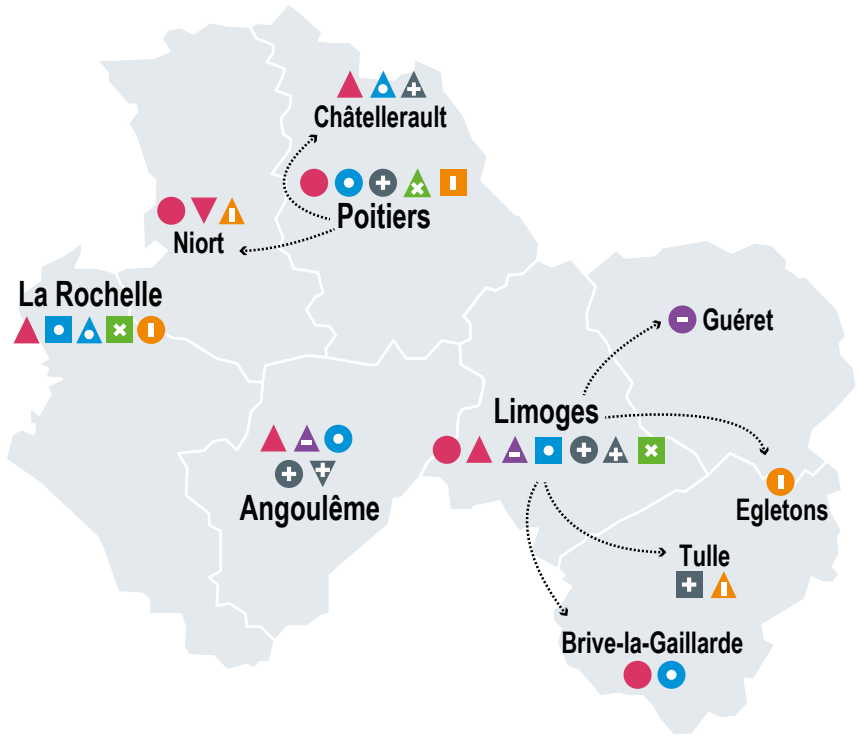 Châtellerault
Poitiers
Niort
La Rochelle
Guéret
Limoges
Angoulême
Egletons
Tulle
Brive-la-Gaillarde